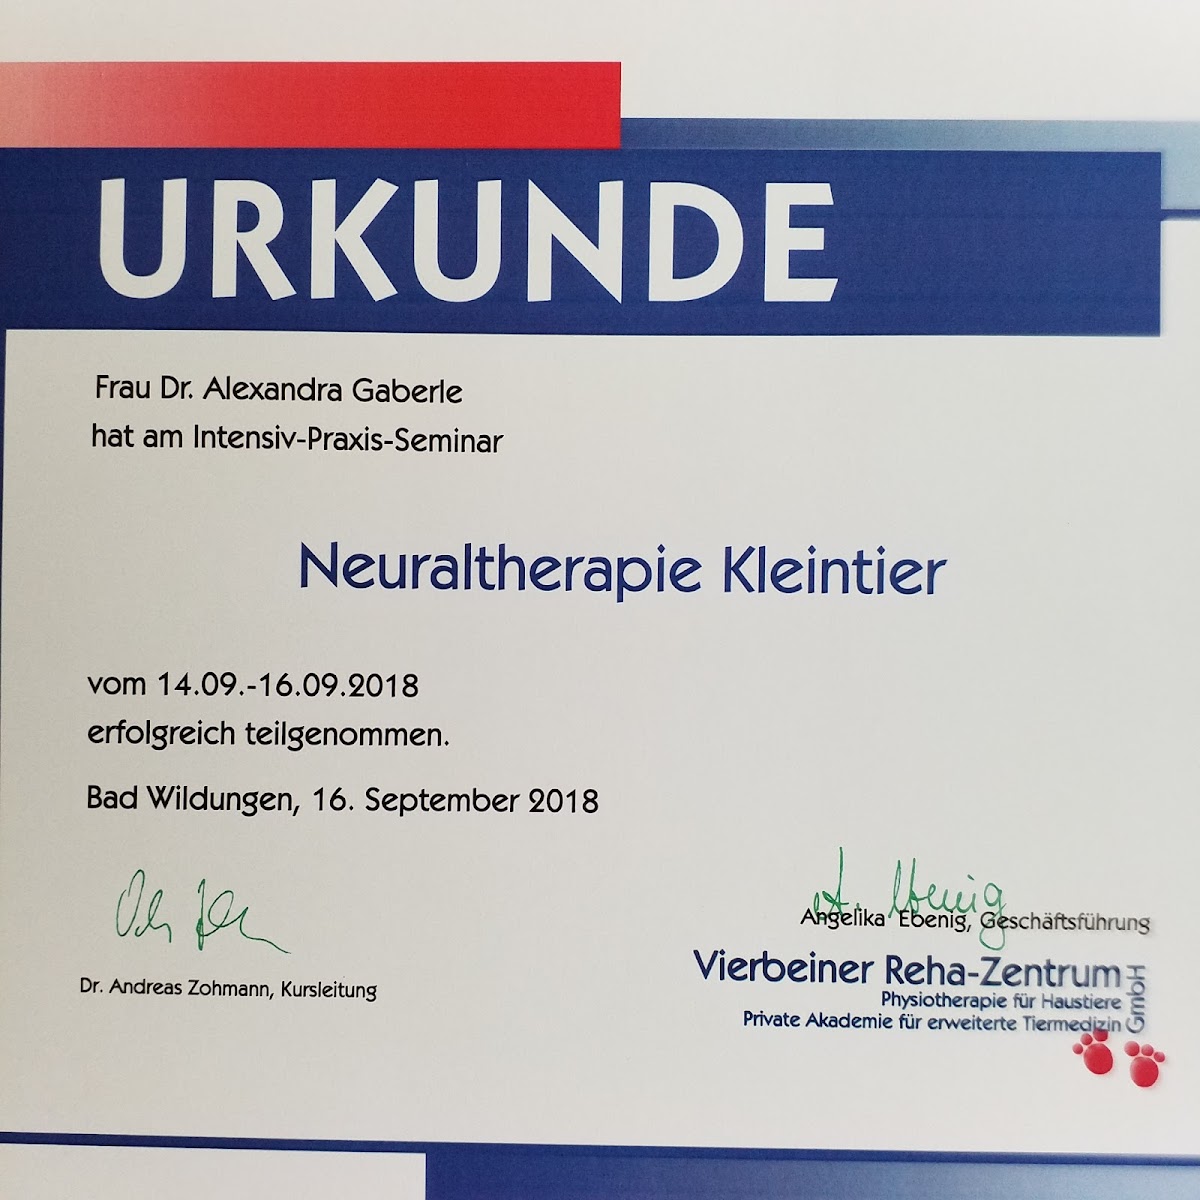 URKUNDE
Frau Dr. Alexandra Gaberle
hat am Intensiv-Praxis-Seminar
Neuraltherapie Kleintier
vom 14.09.-16.09.2018
erfolgreich teilgenommen.
Bad Wildungen, 16. September 2018
A. Ebenig
Dr. Andreas Zohmann, Kursleitung
Angelika Ebenig, Geschäftsführung
Vierbeiner Reha-Zentrum
GmbH
Physiotherapie für Haustiere
Private Akademie für erweiterte Tiermedizin